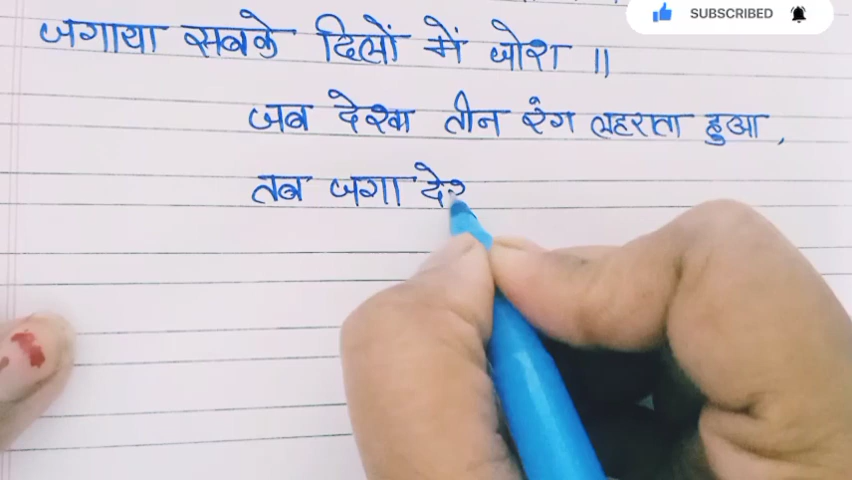 SUBSCRIBED
जगाया सबके दिलों में जोश ॥
जब देखा तीन रंग लहराता हुआ ,
तब जगा दे